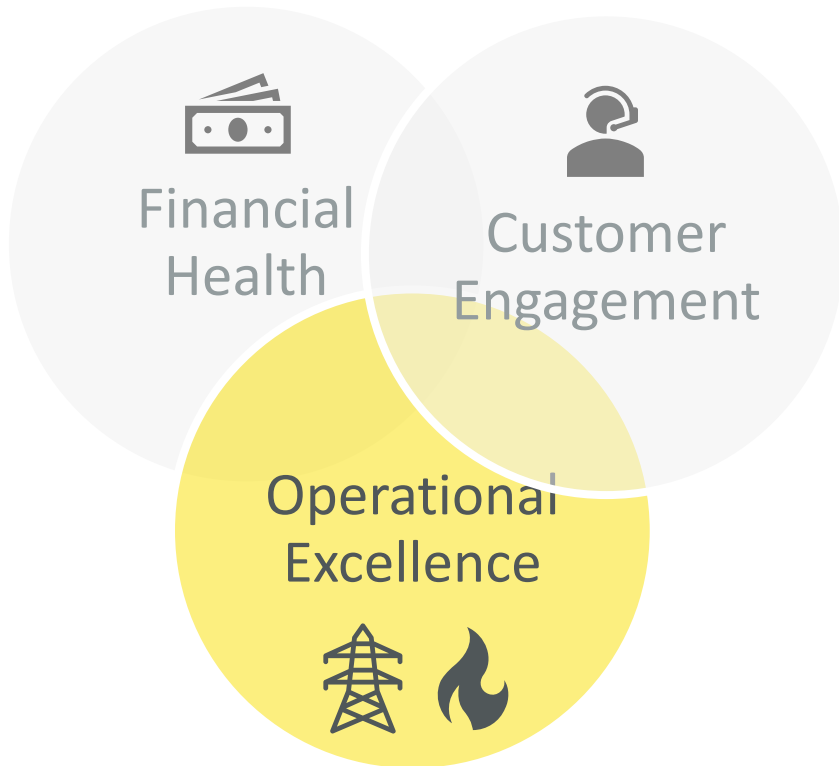 Financial
Health
Customer
Engagement
Operational
Excellence